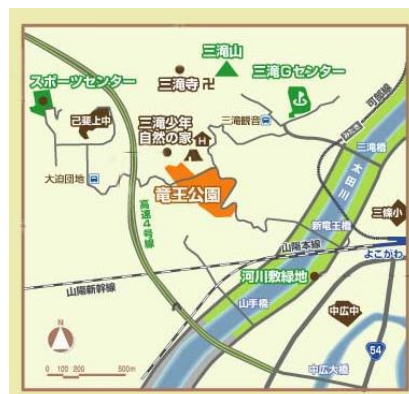 三滝山
三滝寺
三滝Gセンター
スポーツセンター
己斐上中
三滝少年
自然の家
三滝観音
可部線
みたき
三滝橋
大迫団地
竜王公園
太田川
三篠小
新竜王橋
高速4号線
山陽本線
よこがわ
山陽新幹線
河川敷緑地
山手橋
中広中
N
0 100 200 500m
54
中広大橋